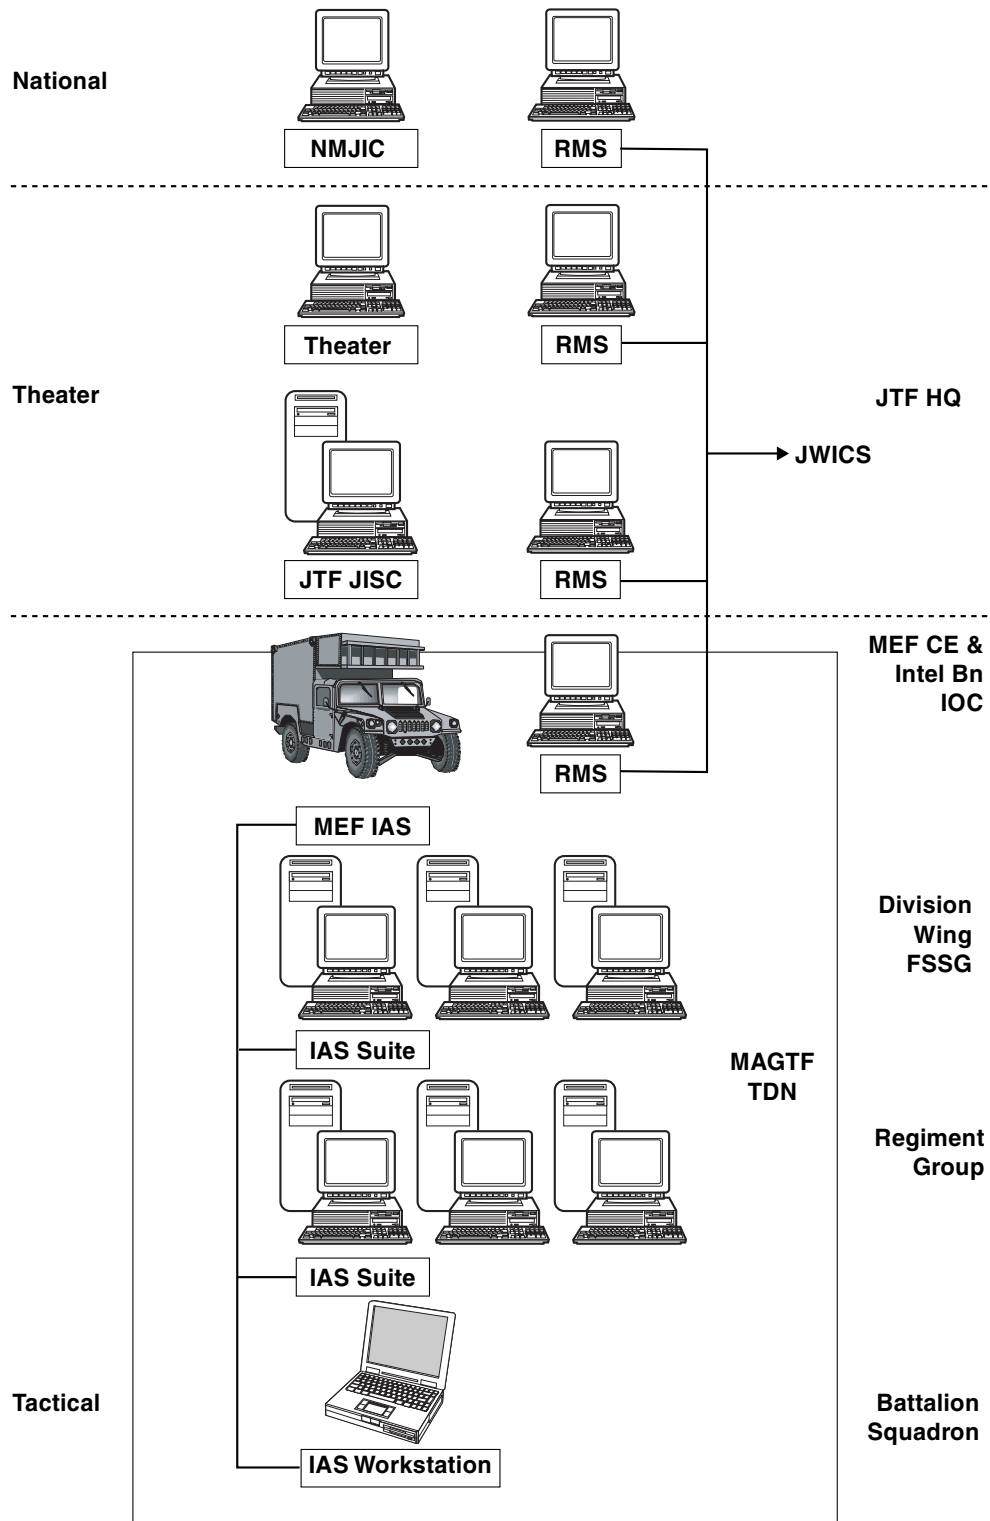 National
NMJIC
RMS
Theater
RMS
Theater
JTF HQ
JWICS
JTF JISC
RMS
MEF CE &
Intel Bn
IOC
RMS
MEF IAS
Division
Wing
FSSG
IAS Suite
MAGTF
TDN
Regiment
Group
IAS Suite
Tactical
Battalion
Squadron
IAS Workstation